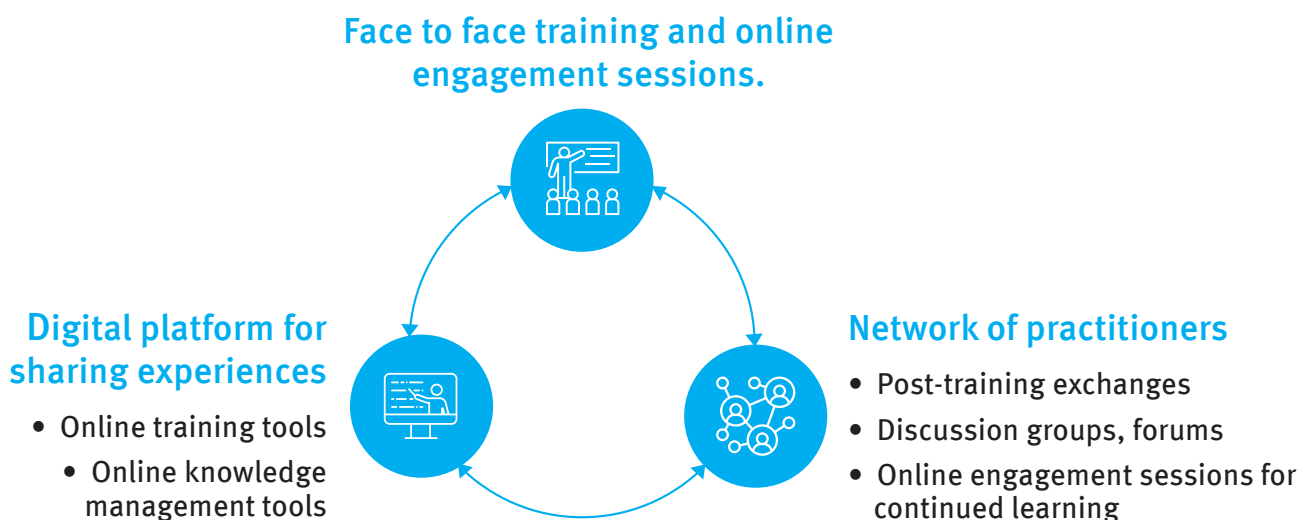 Face to face training and online
engagement sessions.
Digital platform for
sharing experiences
• Online training tools
• Online knowledge
management tools
Network of practitioners
• Post-training exchanges
• Discussion groups, forums
• Online engagement sessions for
continued learning